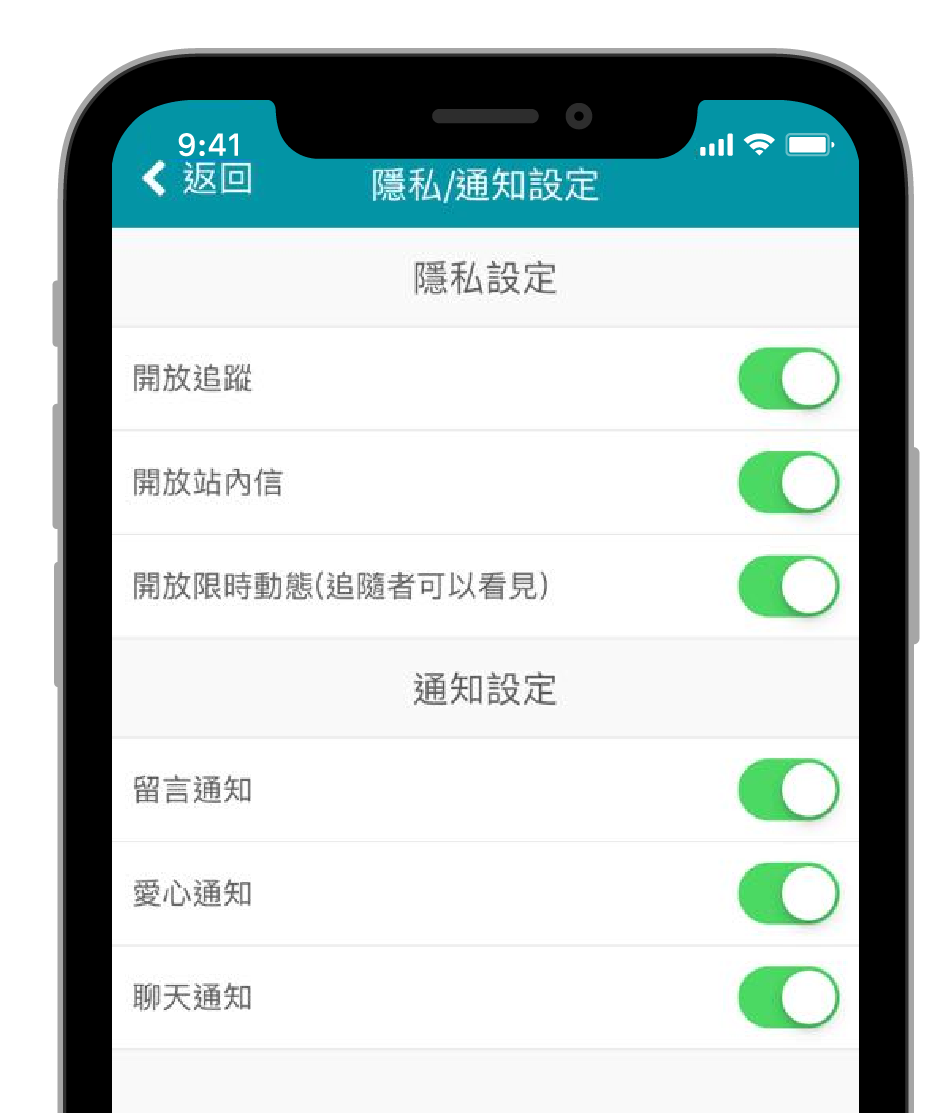 9:41
返回
隱私/通知設定
隱私設定
開放追蹤
開放站內信
開放限時動態(追隨者可以看見)
通知設定
留言通知
愛心通知
聊天通知